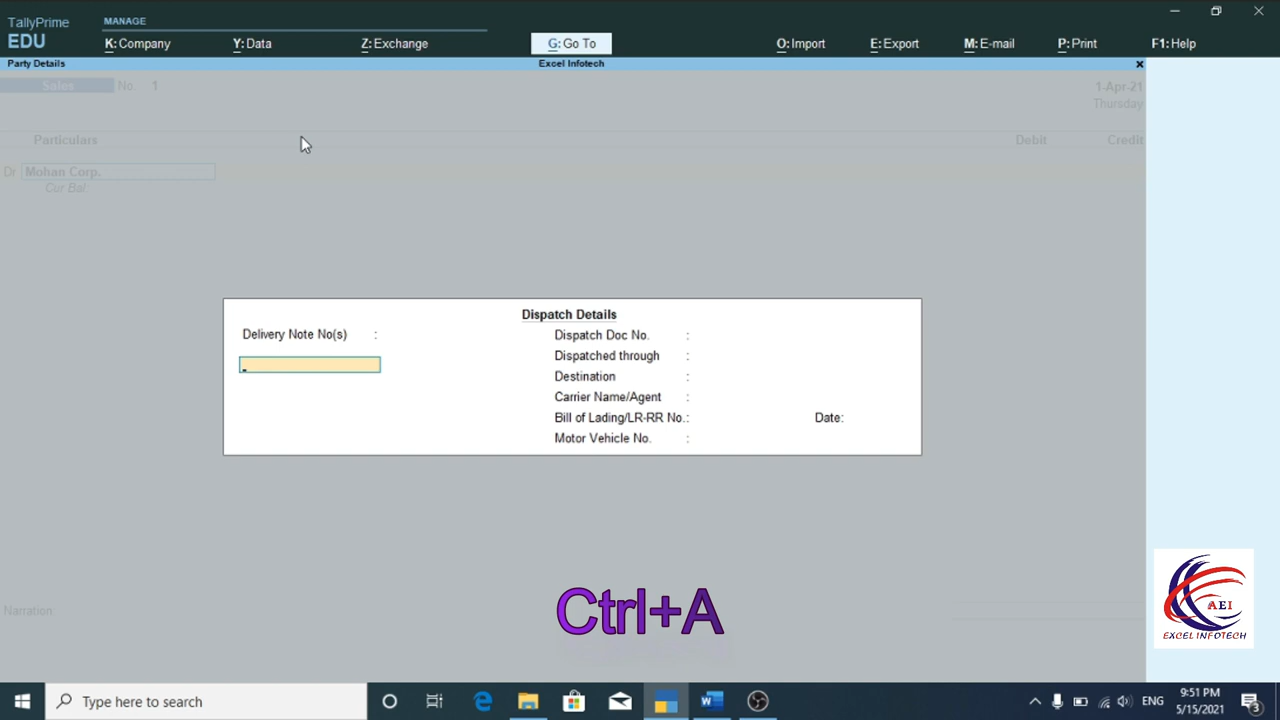 TallyPrime
EDU
MANAGE
K:Company
Y:Data
Z:Exchange
G:Go To
O:Import
E:Export
M:E-mail
P:Print
F1:Help
Party Details
Excel Infotech
Sales No. 1
1-Apr-21
Thursday
Particulars
Debit
Credit
Dr Mohan Corp.
Cur Bal:
Dispatch Details
Delivery Note No(s) :
Dispatch Doc No. :
Dispatched through :
Destination :
Carrier Name/Agent :
Bill of Lading/LR-RR No.: Date:
Motor Vehicle No. :
Narration:
Ctrl+A
AEI
EXCEL INFOTECH
Type here to search
ENG
9:51 PM
5/15/2021
3